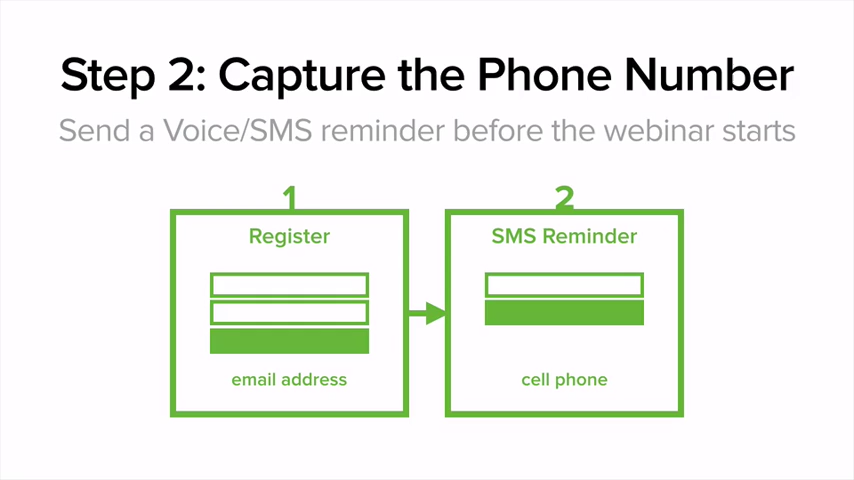 Step 2: Capture the Phone Number
Send a Voice/SMS reminder before the webinar starts
1
2
Register
SMS Reminder
email address
cell phone